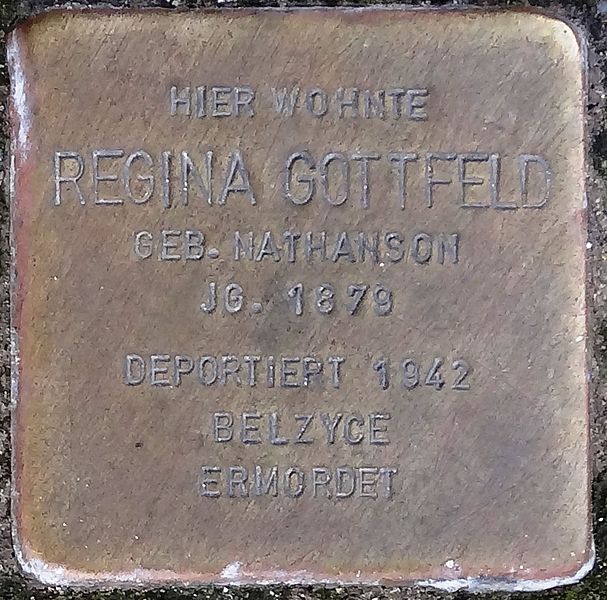 HIER WOHNTE
REGINA GOTTFELD
GEB. NATHANSON
JG. 1879
DEPORTIERT 1942
BELZYCE
ERMORDET